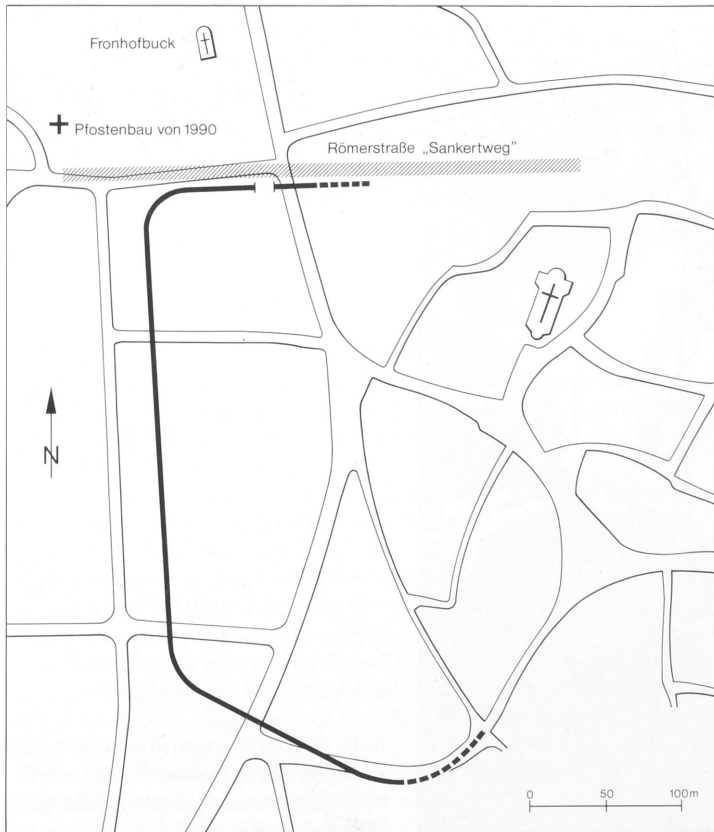 Fronhofbuck
Pfostenbau von 1990
Römerstraße „Sankertweg"
N
0 50 100m